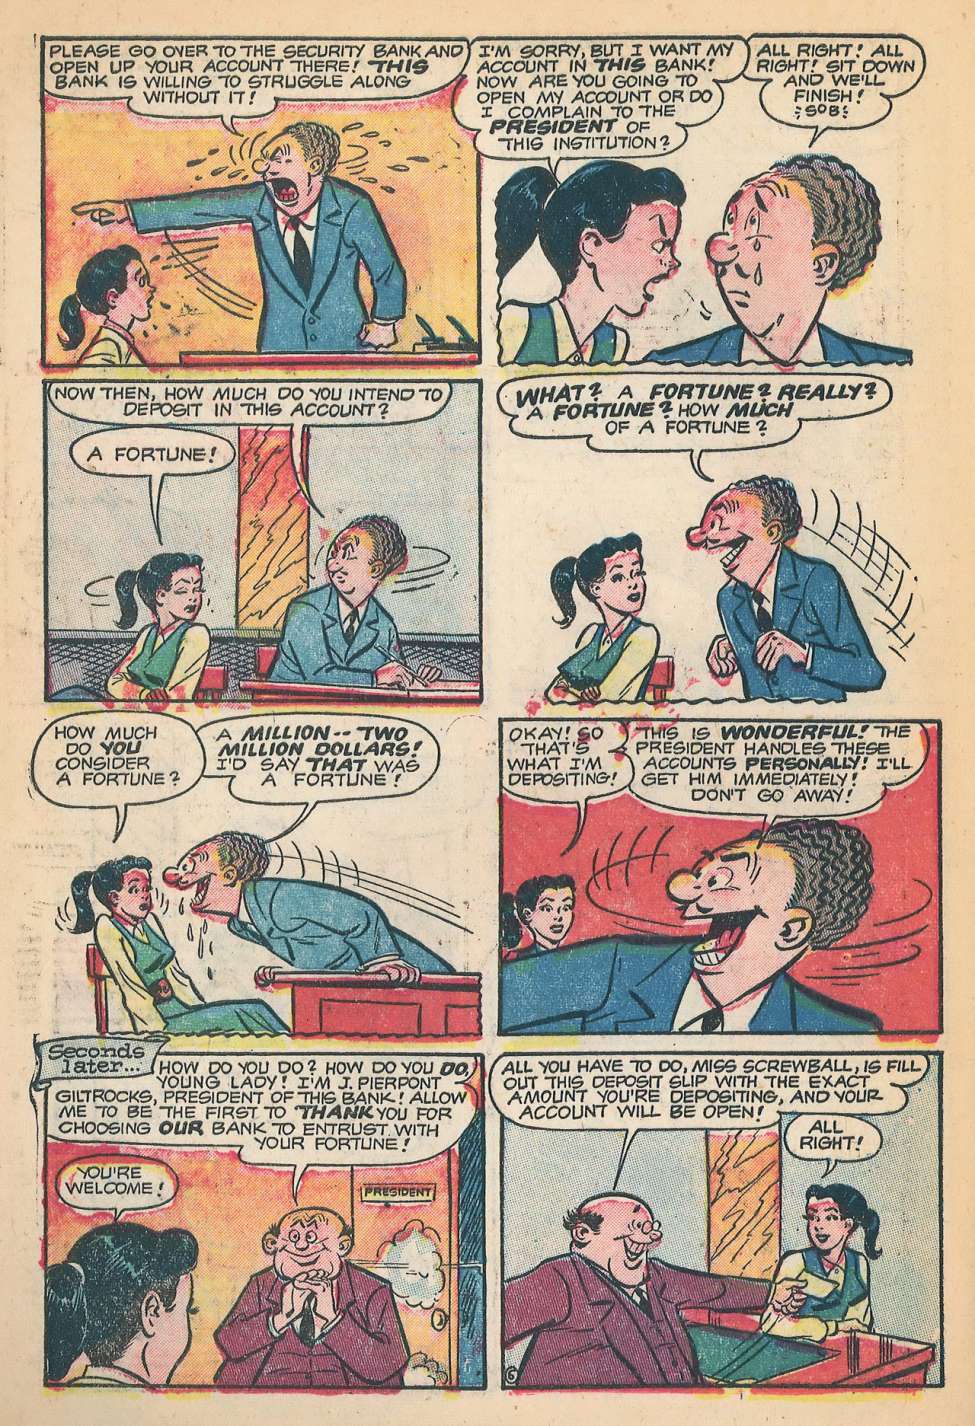 PLEASE GO OVER TO THE SECURITY BANK AND
OPEN UP YOUR ACCOUNT THERE! THIS
BANK IS WILLING TO STRUGGLE ALONG
WITHOUT IT!
I'M SORRY, BUT I WANT MY
ACCOUNT IN THIS BANK!
NOW ARE YOU GOING TO
OPEN MY ACCOUNT OR DO
I COMPLAIN TO THE
PRESIDENT OF
THIS INSTITUTION?
ALL RIGHT! ALL
RIGHT! SIT DOWN
AND WE'LL
FINISH!
:SOB:
NOW THEN, HOW MUCH DO YOU INTEND TO
DEPOSIT IN THIS ACCOUNT?
A FORTUNE!
WHAT? A FORTUNE? REALLY?
A FORTUNE? HOW MUCH
OF A FORTUNE?
HOW MUCH
DO YOU
CONSIDER
A FORTUNE?
A MILLION-- TWO
MILLION DOLLARS!
I'D SAY THAT WAS
A FORTUNE!
OKAY! SO
THAT'S
WHAT I'M
DEPOSITING!
THIS IS WONDERFUL! THE
PRESIDENT HANDLES THESE
ACCOUNTS PERSONALLY! I'LL
GET HIM IMMEDIATELY!
DON'T GO AWAY!
Seconds
later...
HOW DO YOU DO? HOW DO YOU DO,
YOUNG LADY! I'M J. PIERPONT
GILTROCKS, PRESIDENT OF THIS BANK! ALLOW
ME TO BE THE FIRST TO THANK YOU FOR
CHOOSING OUR BANK TO ENTRUST WITH
YOUR FORTUNE!
YOU'RE
WELCOME!
PRESIDENT
ALL YOU HAVE TO DO, MISS SCREWBALL, IS FILL
OUT THIS DEPOSIT SLIP WITH THE EXACT
AMOUNT YOU'RE DEPOSITING, AND YOUR
ACCOUNT WILL BE OPEN!
ALL
RIGHT!
6